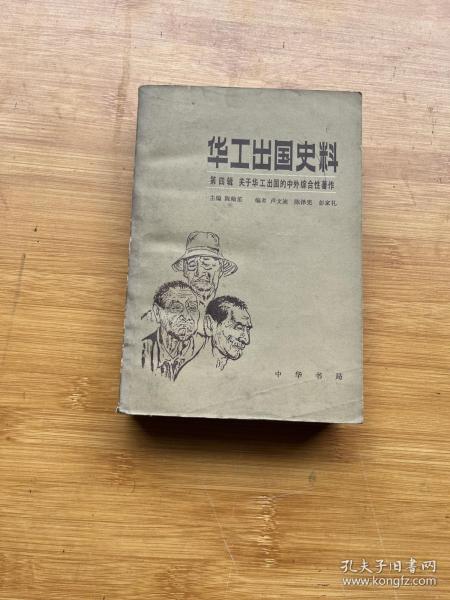 华工出国史料
第四辑 关于华工出国的中外综合性著作
主编 陈翰笙 编者 卢文迪 陈泽宪 彭家礼
中华书局
孔夫子旧书网
www.kongfz.com